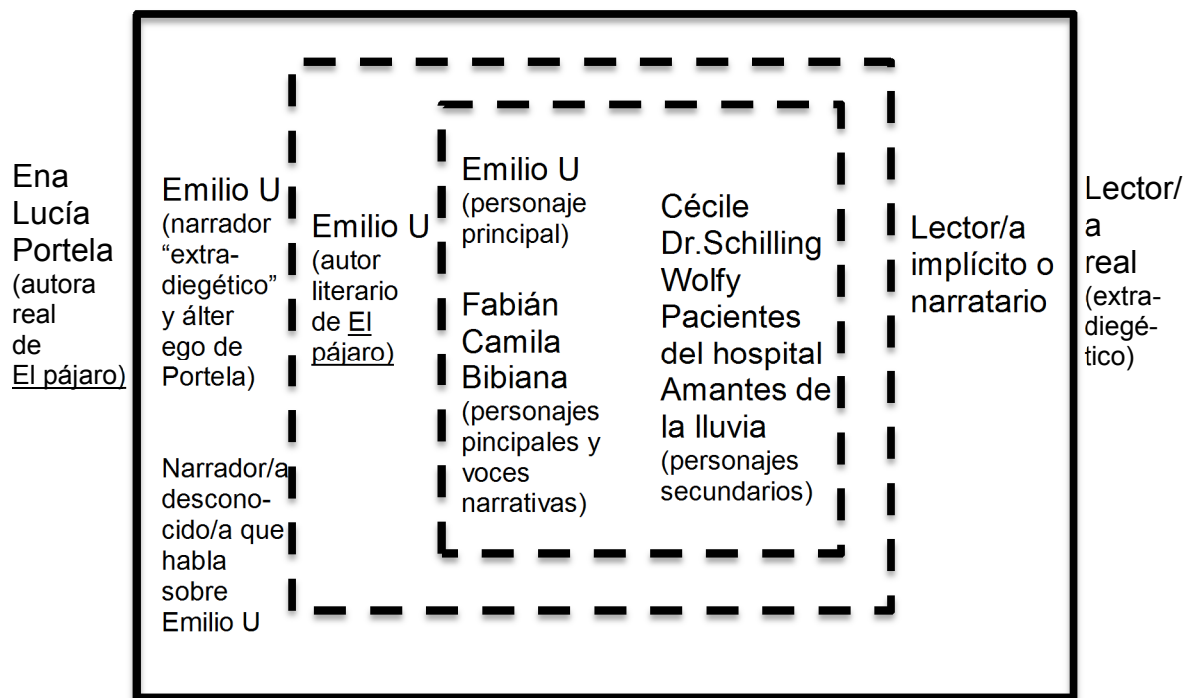 Ena
Lucía
Portela
(autora
real
de
El pájaro)
Emilio U
(narrador
“extra-
diegético”
y álter
ego de
Portela)
Narrador/a
descono-
cido/a que
habla
sobre
Emilio U
Emilio U
(autor
literario
de El
pájaro)
Emilio U
(personaje
principal)
Fabián
Camila
Bibiana
(personajes
pincipales y
voces
narrativas)
Cécile
Dr.Schilling
Wolfy
Pacientes
del hospital
Amantes de
la lluvia
(personajes
secundarios)
Lector/a
implícito o
narratario
Lector/
a
real
(extra-
diegé-
tico)